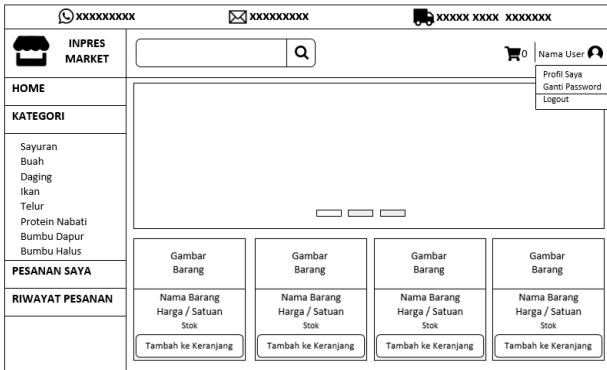 xxxxxxxxx
xxxxxxxxx
xxxxx xxxx xxxxxxx
INPRES
MARKET
0
Nama User
Profil Saya
Ganti Password
Logout
HOME
KATEGORI
Sayuran
Buah
Daging
Ikan
Telur
Protein Nabati
Bumbu Dapur
Bumbu Halus
PESANAN SAYA
RIWAYAT PESANAN
Gambar
Barang
Nama Barang
Harga / Satuan
Stok
Tambah ke Keranjang
Gambar
Barang
Nama Barang
Harga / Satuan
Stok
Tambah ke Keranjang
Gambar
Barang
Nama Barang
Harga / Satuan
Stok
Tambah ke Keranjang
Gambar
Barang
Nama Barang
Harga / Satuan
Stok
Tambah ke Keranjang